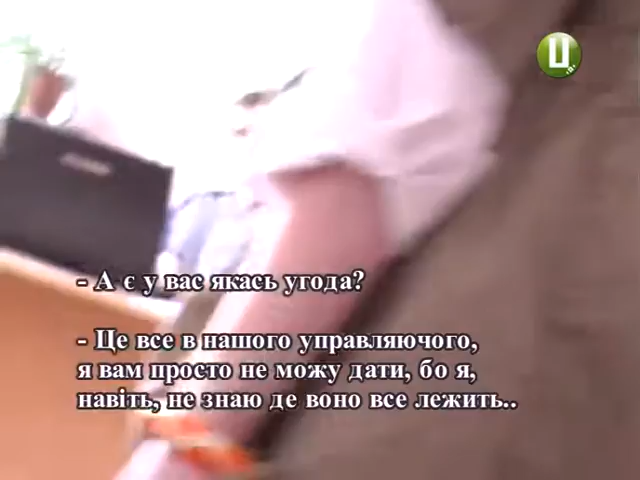 Ц
- А є у вас якась угода?
- Це все в нашого управляючого,
я вам просто не можу дати, бо я,
навіть, не знаю де воно все лежить..